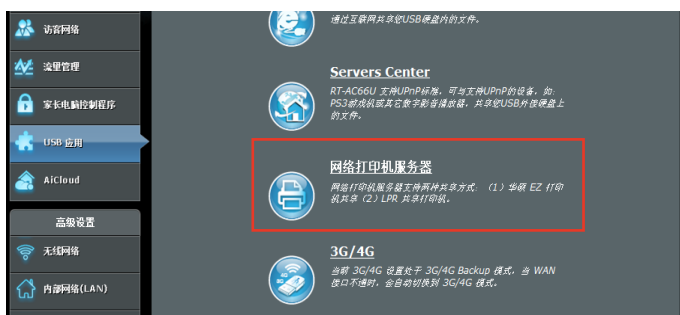 访客网络
流量管理
家长电脑控制程序
USB 应用
AiCloud
高级设置
无线网络
内部网络(LAN)
通过互联网共享您USB硬盘内的文件。
Servers Center
RT-AC66U 支持UPnP标准，可与支持UPnP的设备，如:
PS3游戏机或其它数字影音播放器，共享您USB外接硬盘上
的文件。
网络打印机服务器
网络打印机服务器支持两种共享方式: （1）华硕 EZ 打印
机共享（2）LPR 共享打印机。
3G/4G
当前 3G/4G 设置处于 3G/4G Backup 模式，当 WAN
接口不通时，会自动切换到 3G/4G 模式。